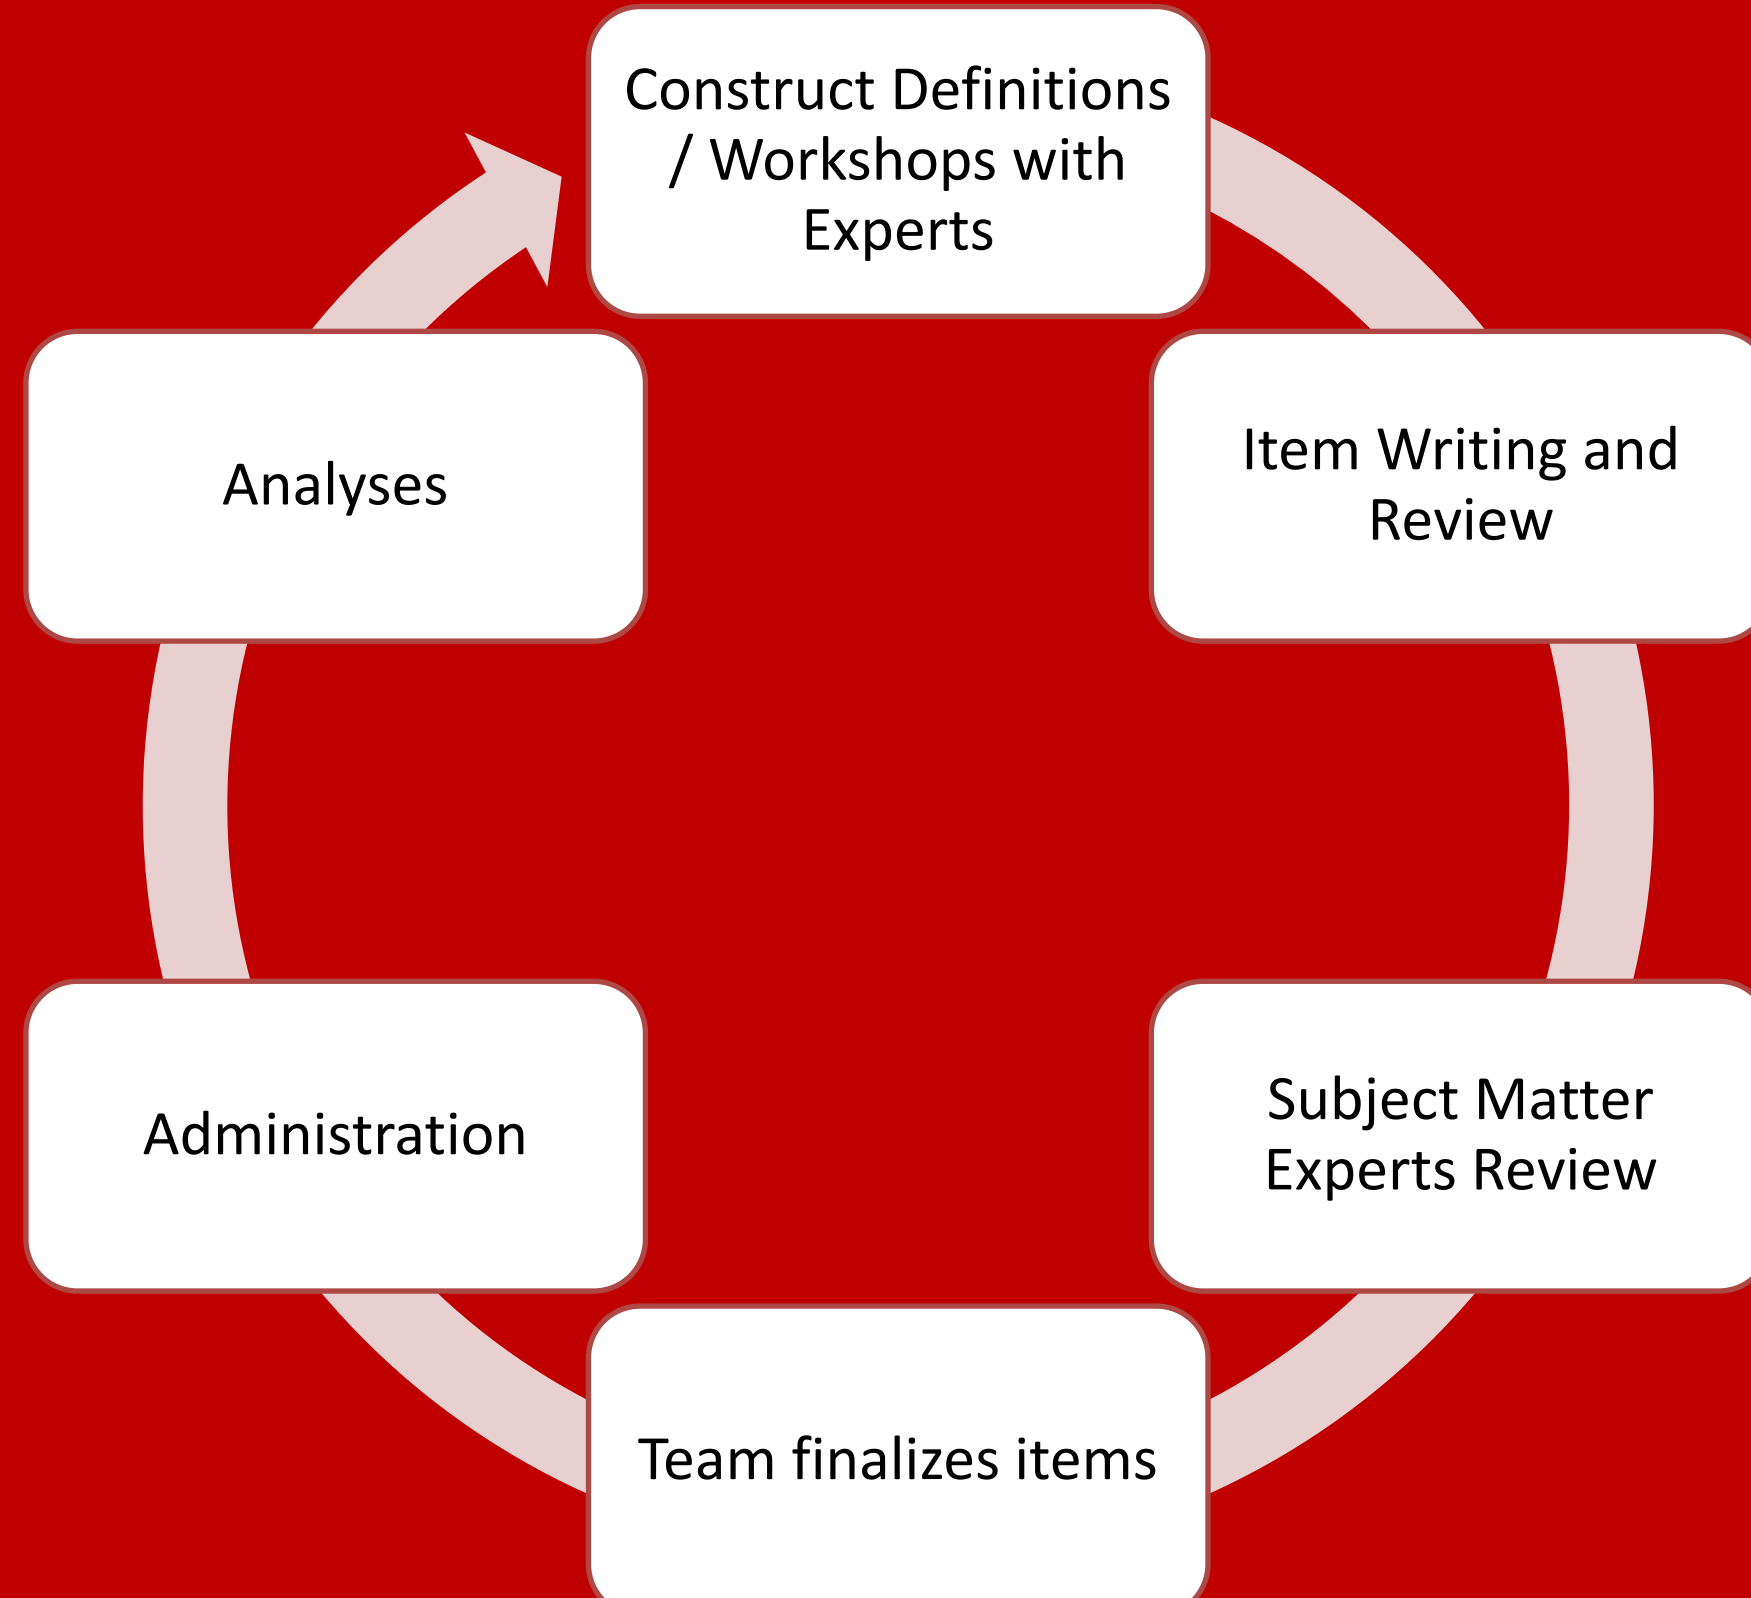 Construct Definitions
/ Workshops with
Experts
Item Writing and
Review
Subject Matter
Experts Review
Team finalizes items
Administration
Analyses